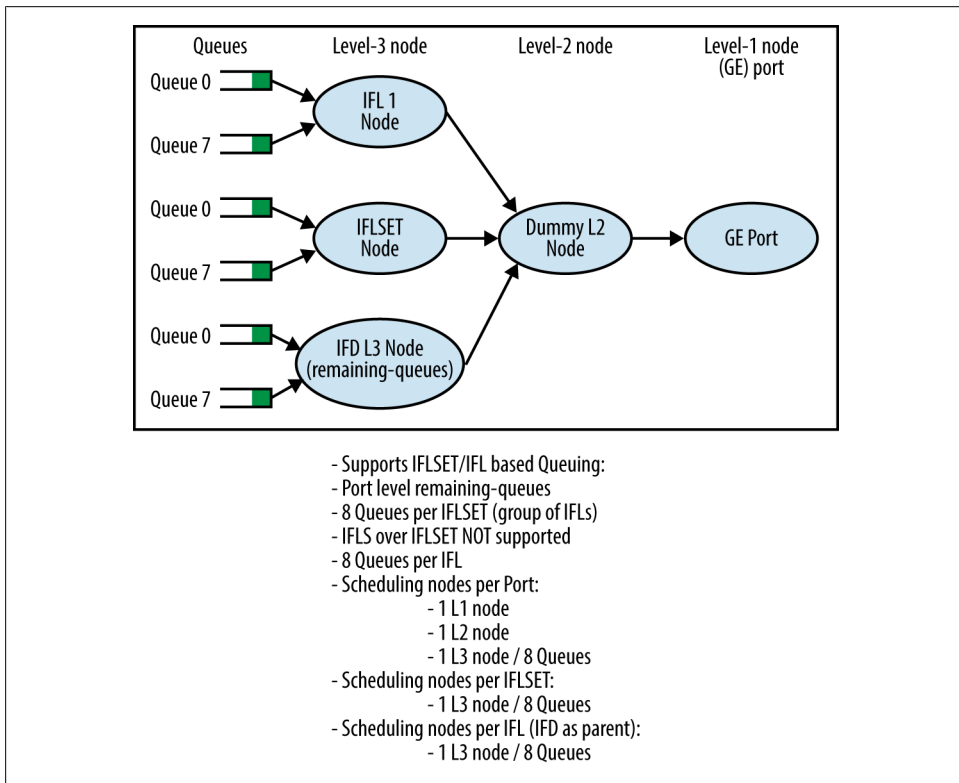 Queues Level-3 node Level-2 node Level-1 node
(GE) port
Queue 0
IFL 1
Node
Queue 7
Queue 0
IFLSET
Node
Dummy L2
Node
GE Port
Queue 7
Queue 0
IFD L3 Node
(remaining-queues)
Queue 7
- Supports IFLSET/IFL based Queuing:
- Port level remaining-queues
- 8 Queues per IFLSET (group of IFLs)
- IFLS over IFLSET NOT supported
- 8 Queues per IFL
- Scheduling nodes per Port:
- 1 L1 node
- 1 L2 node
- 1 L3 node / 8 Queues
- Scheduling nodes per IFLSET:
- 1 L3 node / 8 Queues
- Scheduling nodes per IFL (IFD as parent):
- 1 L3 node / 8 Queues